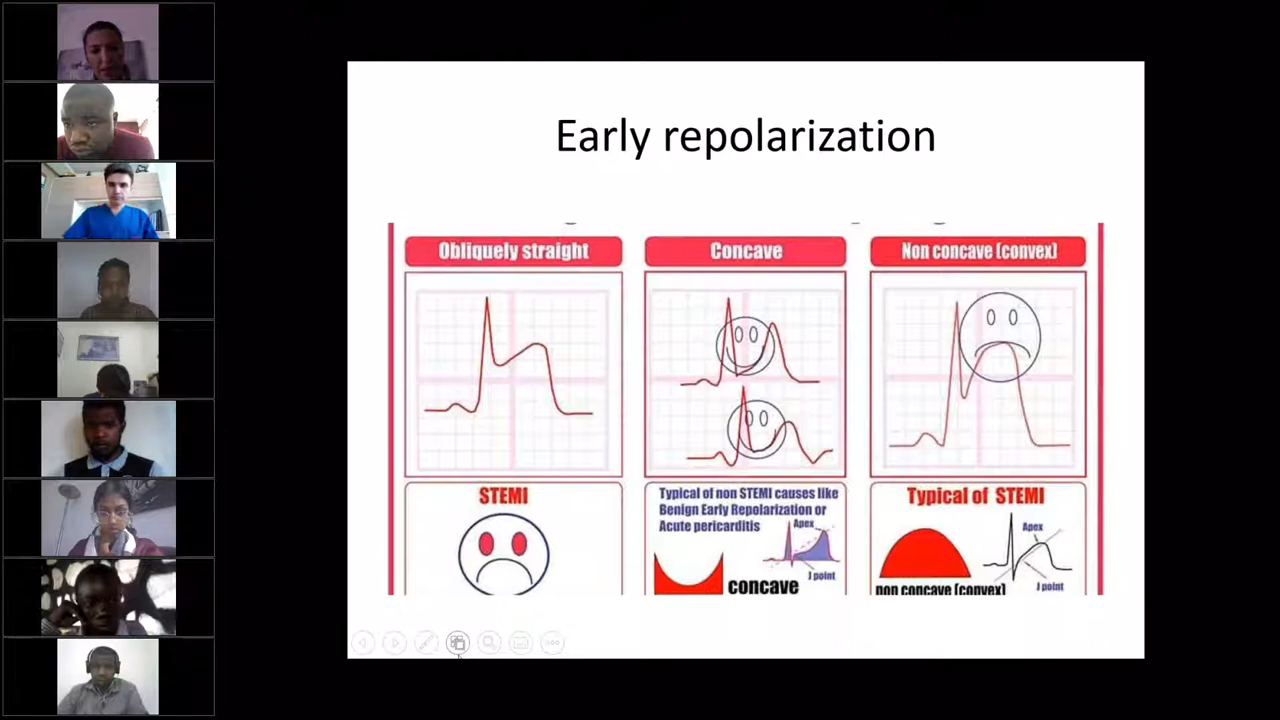 Early repolarization
Obliquely straight
Concave
Non concave (convex)
STEMI
Typical of non STEMI causes like
Benign Early Repolarization or
Acute pericarditis
Apex
J point
concave
Typical of STEMI
Apex
J point
non concave (convex)